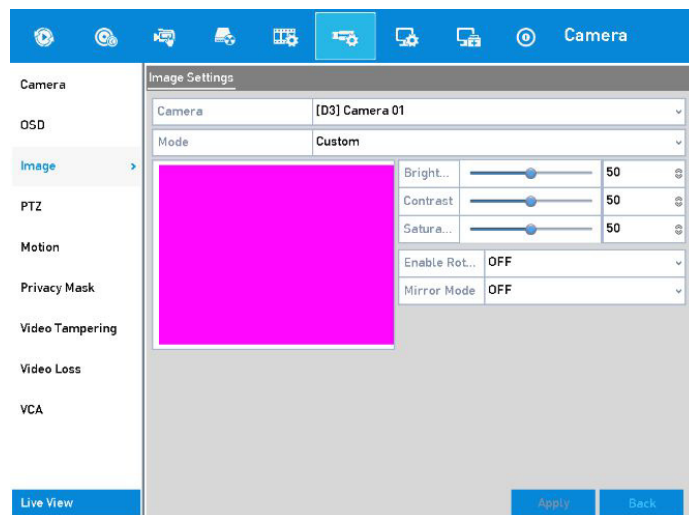 Camera
Camera
OSD
Image
PTZ
Motion
Privacy Mask
Video Tampering
Video Loss
VCA
Live View
Image Settings
Camera [D3] Camera 01
Mode Custom
Bright... 50
Contrast 50
Satura... 50
Enable Rot... OFF
Mirror Mode OFF
Apply Back